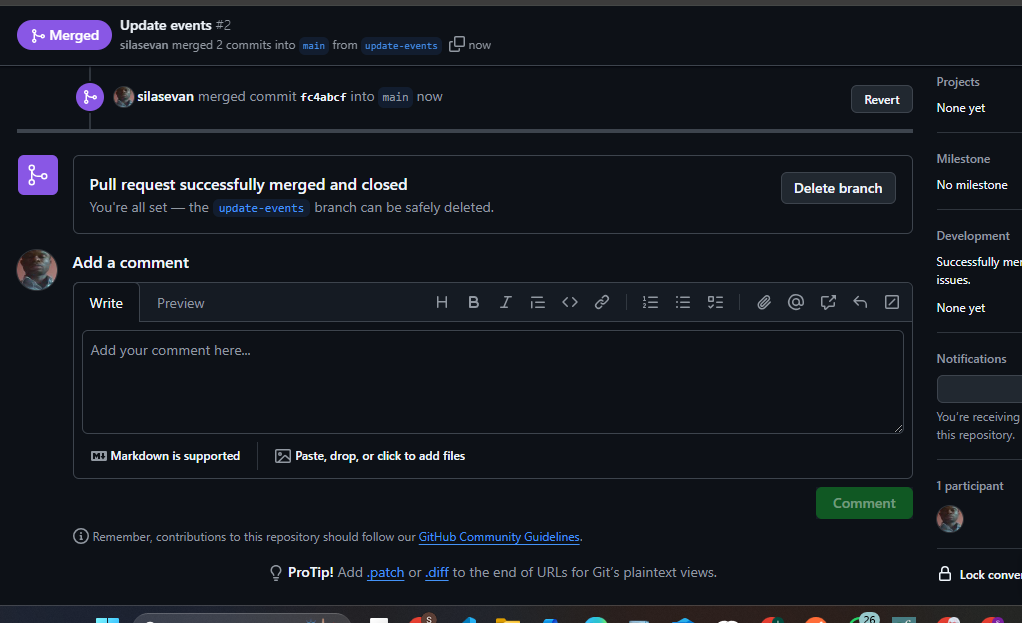 Merged
Update events #2
silasevan merged 2 commits into main from update-events now
silasevan merged commit fc4abcf into main now
Revert
Pull request successfully merged and closed
You're all set — the update-events branch can be safely deleted.
Delete branch
Add a comment
Write Preview
Add your comment here...
Markdown is supported
Paste, drop, or click to add files
Comment
Remember, contributions to this repository should follow our GitHub Community Guidelines.
ProTip! Add .patch or .diff to the end of URLs for Git's plaintext views.
Projects
None yet
Milestone
No milestone
Development
Successfully mer
issues.
None yet
Notifications
You're receiving
this repository.
1 participant
Lock conver
26